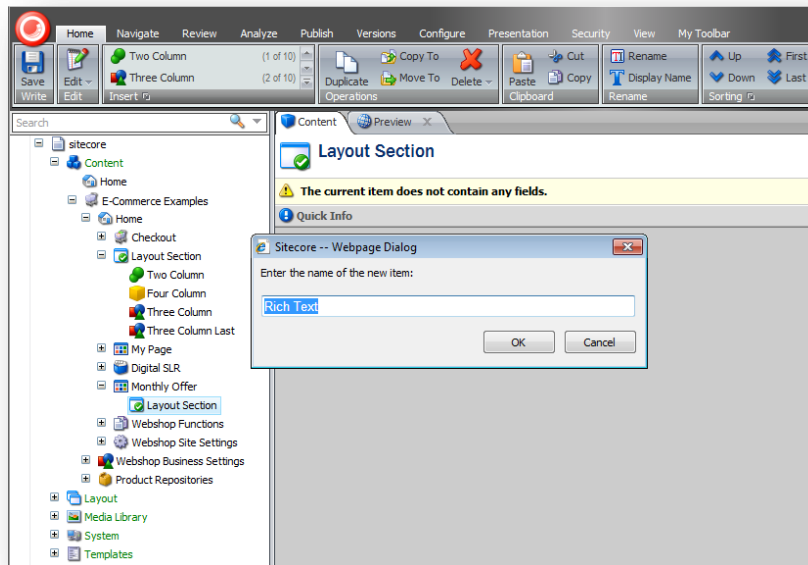 Home Navigate Review Analyze Publish Versions Configure Presentation Security View My Toolbar
Save
Write
Edit
Edit
Two Column (1 of 10)
Three Column (2 of 10)
Insert
Duplicate
Copy To
Move To
Delete
Operations
Paste
Cut
Copy
Clipboard
Rename
Display Name
Rename
Up
Down
First
Last
Sorting
Search
Content Preview
sitecore
Content
Home
E-Commerce Examples
Home
Checkout
Layout Section
Two Column
Four Column
Three Column
Three Column Last
My Page
Digital SLR
Monthly Offer
Layout Section
Webshop Functions
Webshop Site Settings
Webshop Business Settings
Product Repositories
Layout
Media Library
System
Templates
Layout Section
The current item does not contain any fields.
Quick Info
Sitecore -- Webpage Dialog
Enter the name of the new item:
Rich Text
OK Cancel